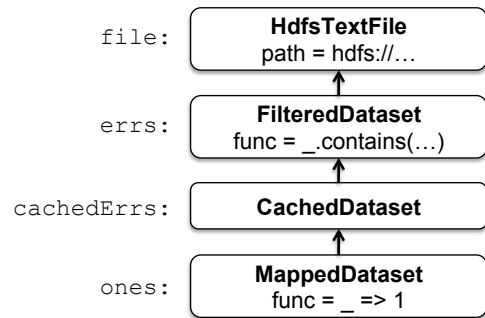 file:
HdfsTextFile
path = hdfs://…
errs:
FilteredDataset
func = _.contains(…)
cachedErrs:
CachedDataset
ones:
MappedDataset
func = _ => 1